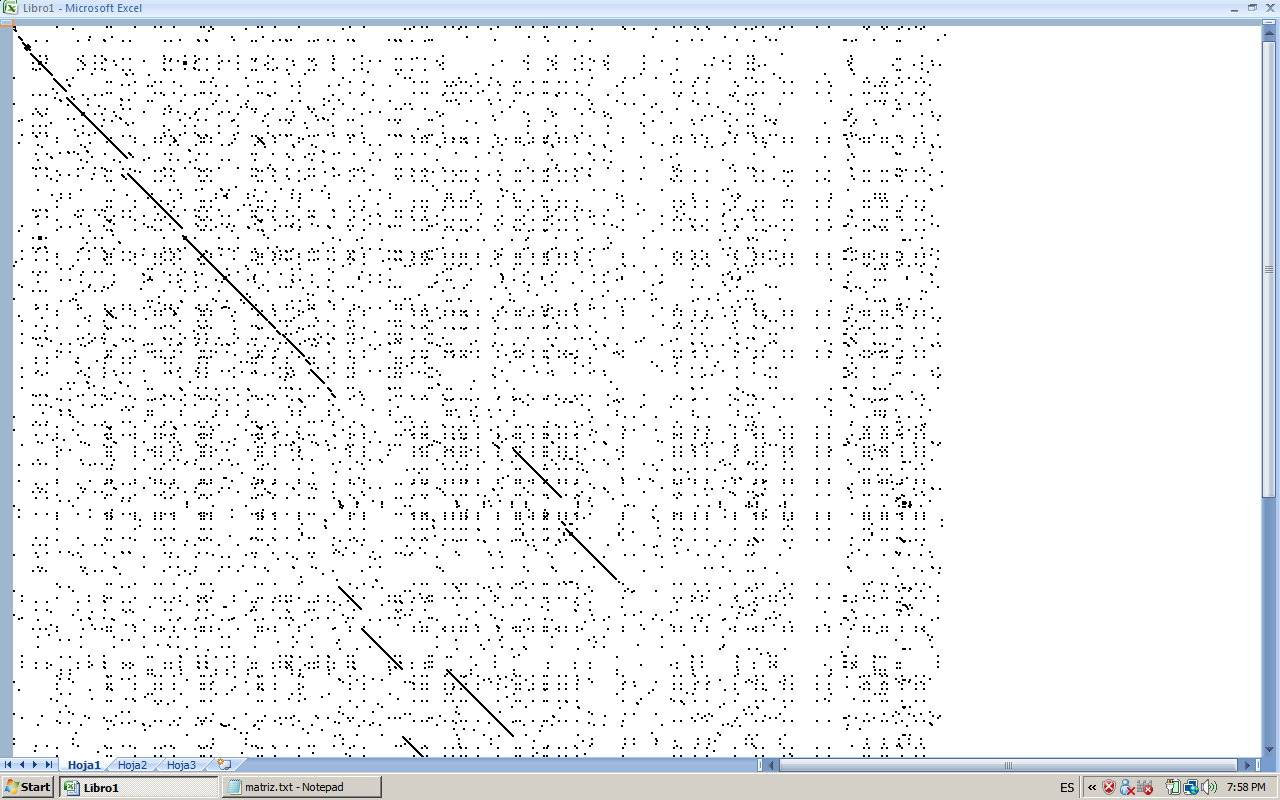 Libro1 - Microsoft Excel
Hoja1 Hoja2 Hoja3
Start Libro1 matriz.txt - Notepad ES « 7:58 PM